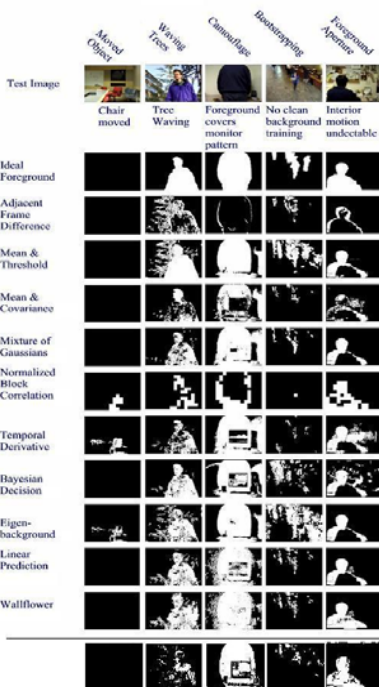 Moved Object
Waving Trees
Camouflage
Bootstrapping
Foreground Aperture
Test Image
Chair moved
Tree Waving
Foreground covers monitor pattern
No clean background training
Interior motion undectable
Ideal Foreground
Adjacent Frame Difference
Mean & Threshold
Mean & Covariance
Mixture of Gaussians
Normalized Block Correlation
Temporal Derivative
Bayesian Decision
Eigen-background
Linear Prediction
Wallflower